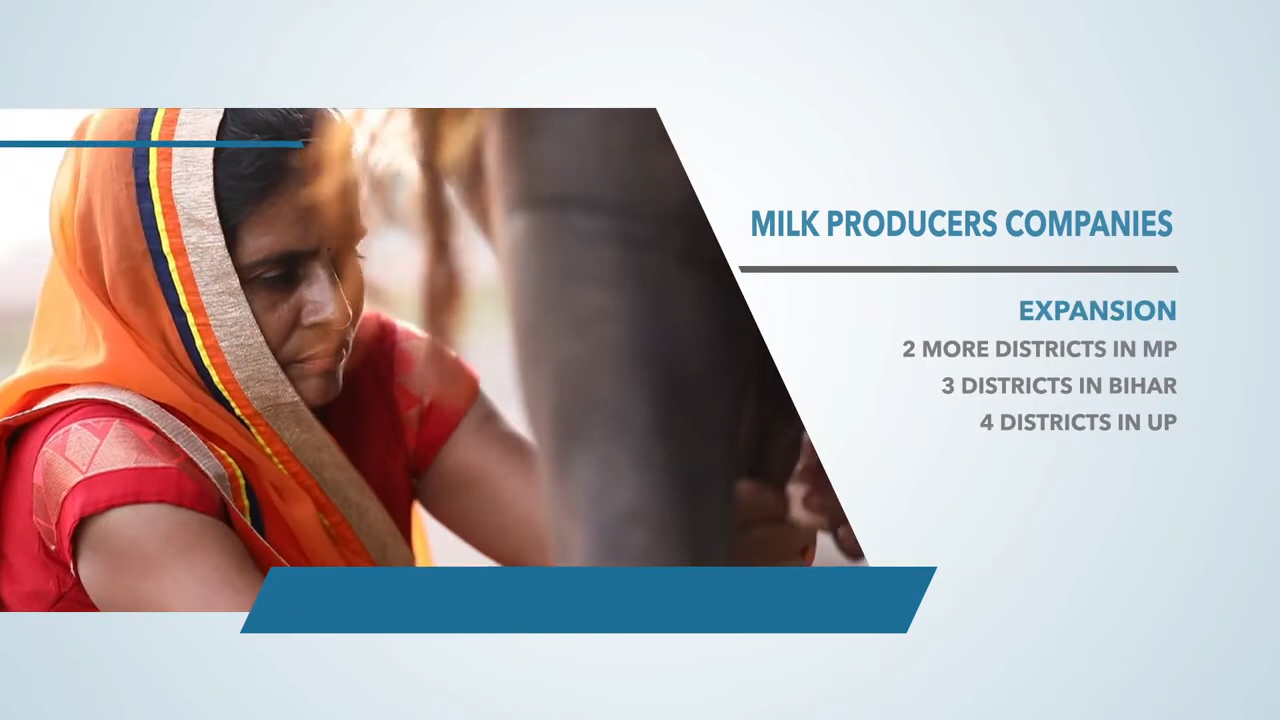 MILK PRODUCERS COMPANIES
EXPANSION
2 MORE DISTRICTS IN MP
3 DISTRICTS IN BIHAR
4 DISTRICTS IN UP